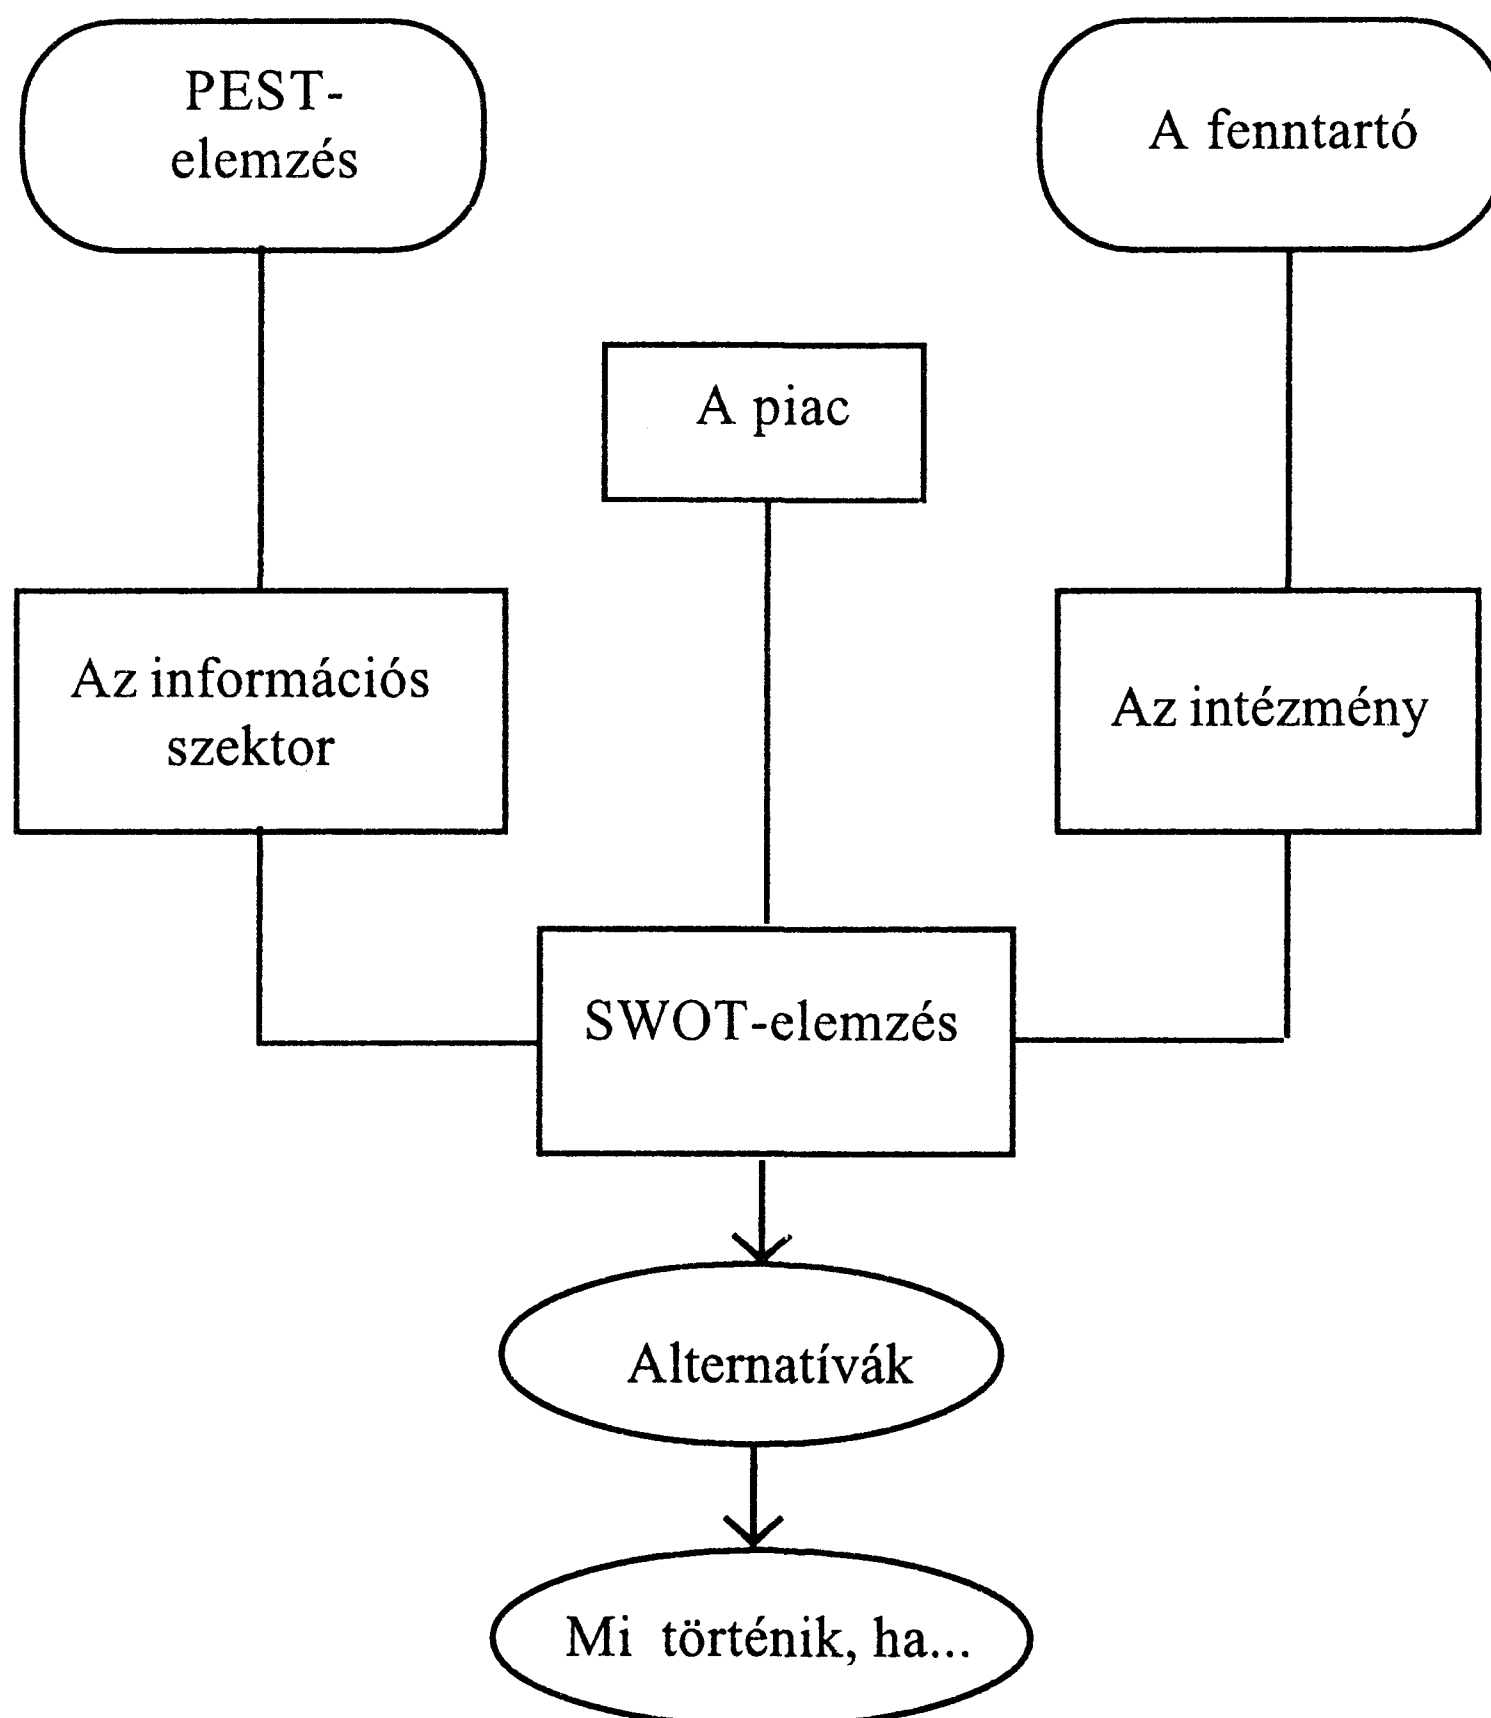 PEST-
elemzés
A fenntartó
A piac
Az információs
szektor
Az intézmény
SWOT-elemzés
Alternatívák
Mi történik, ha...